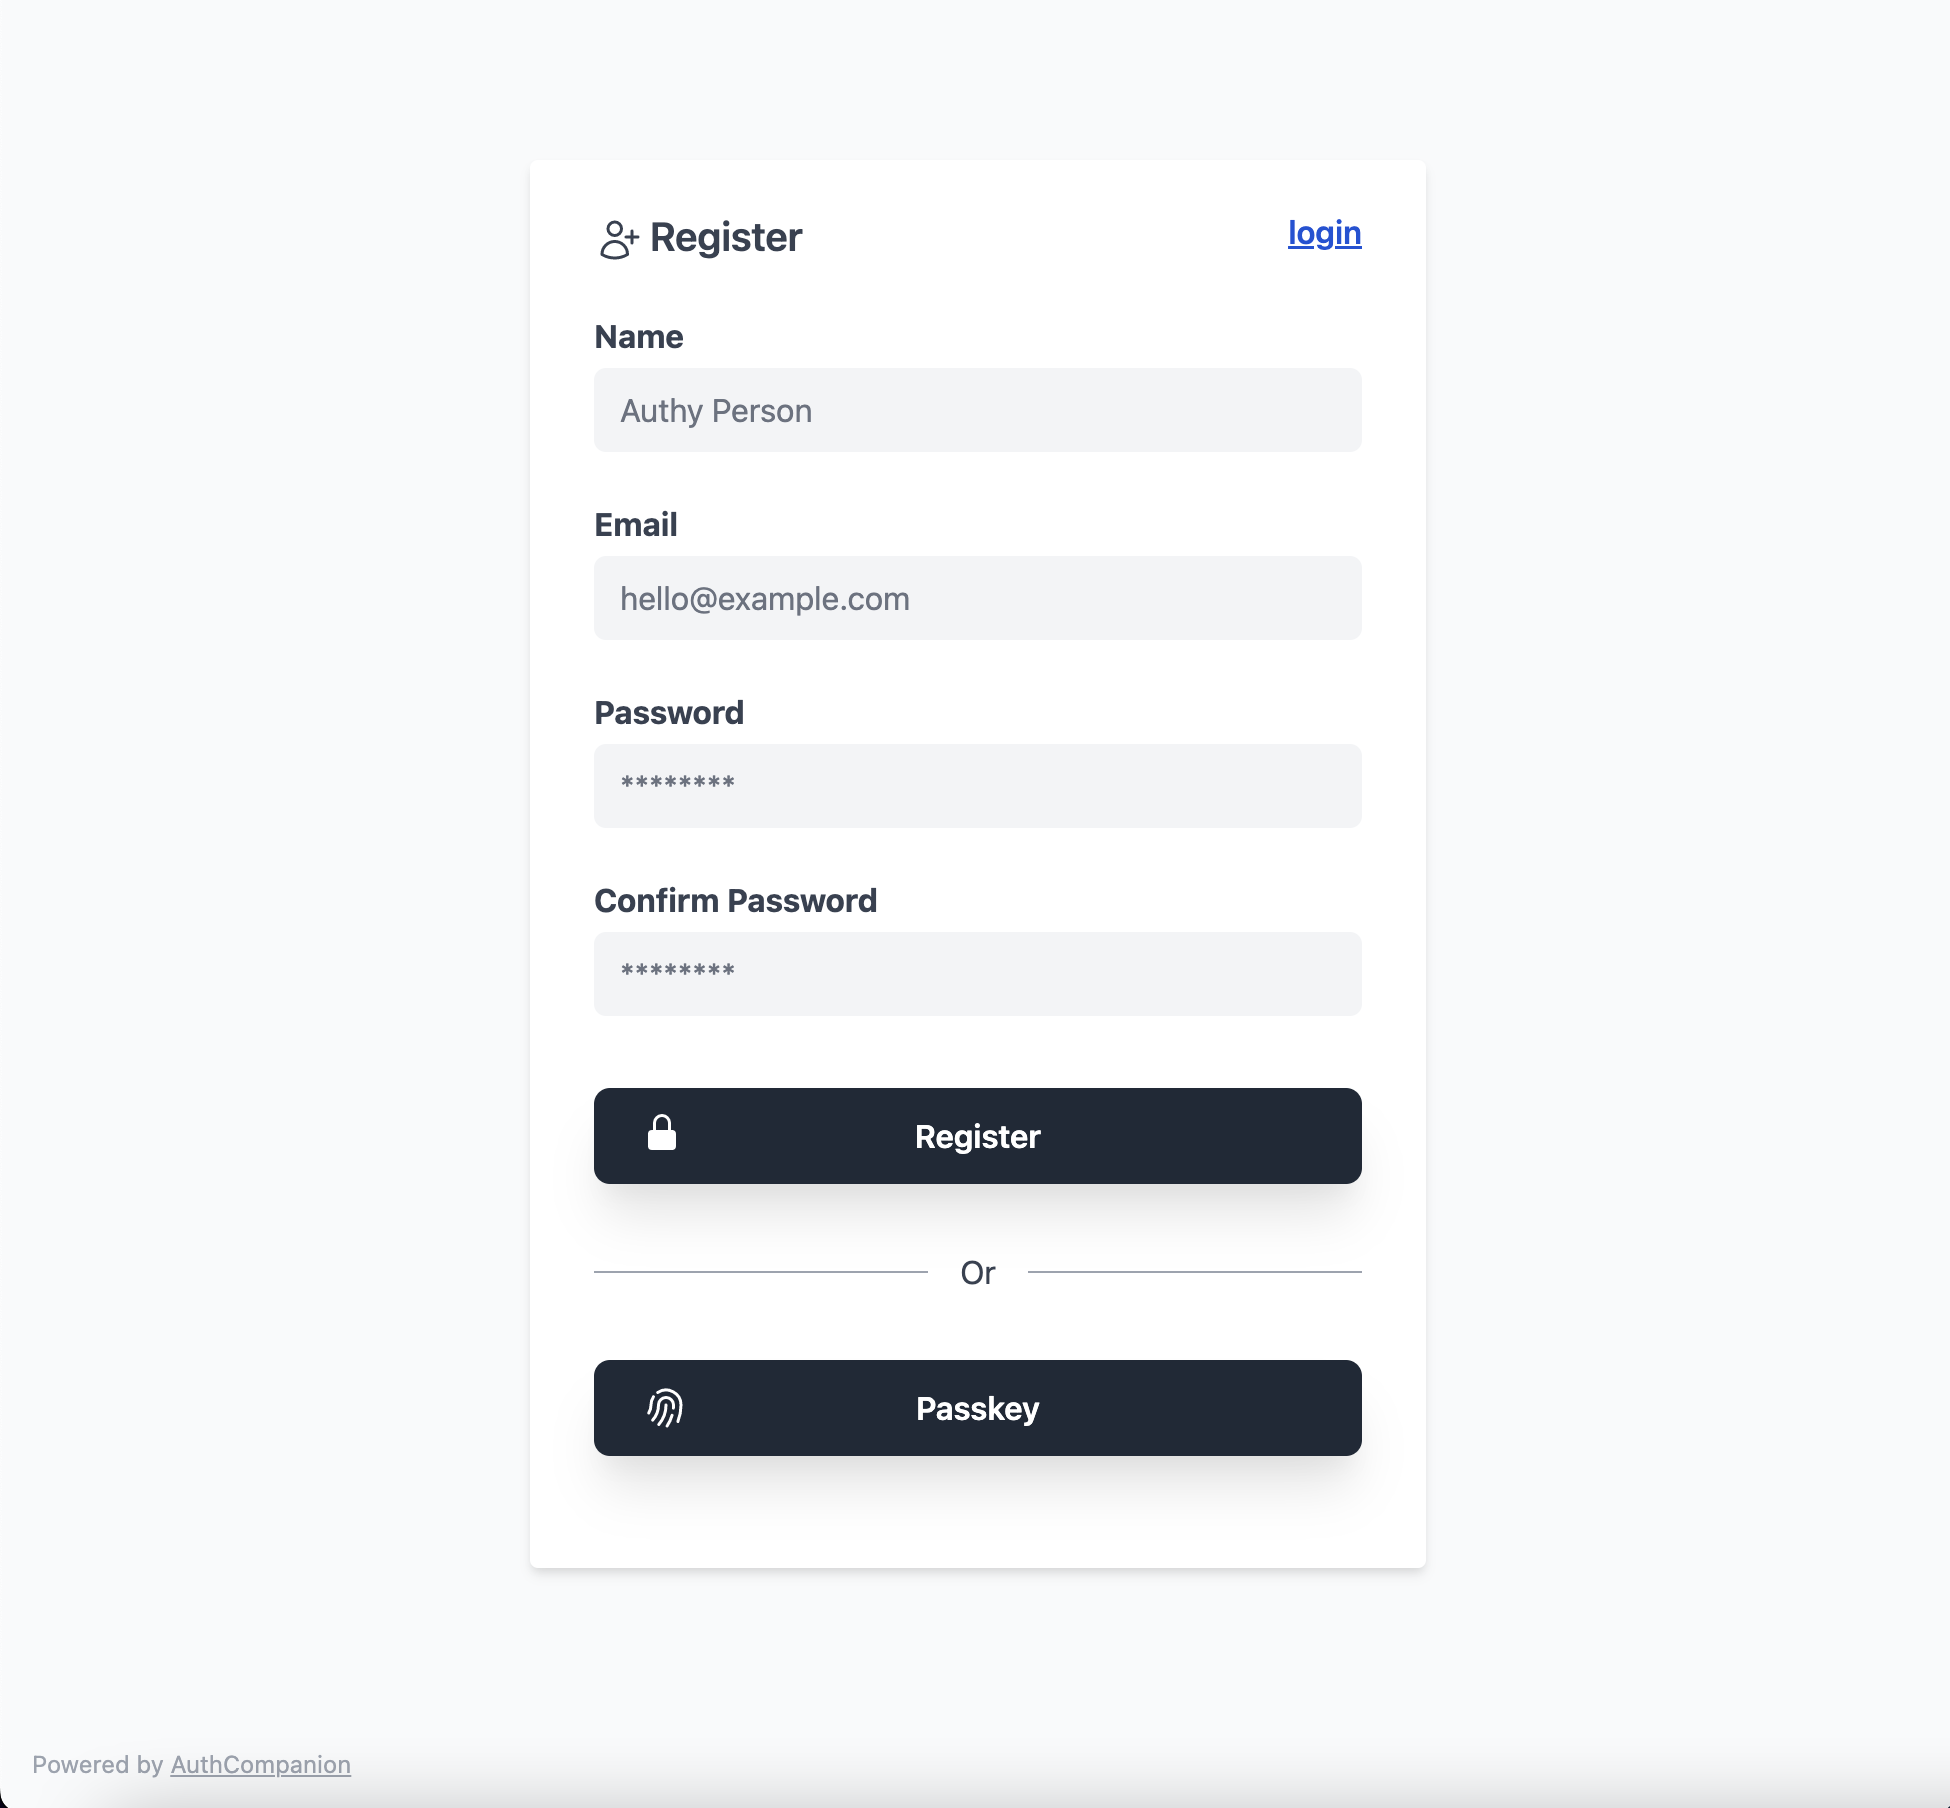 Register
login
Name
Authy Person
Email
hello@example.com
Password
********
Confirm Password
********
Register
Or
Passkey
Powered by AuthCompanion